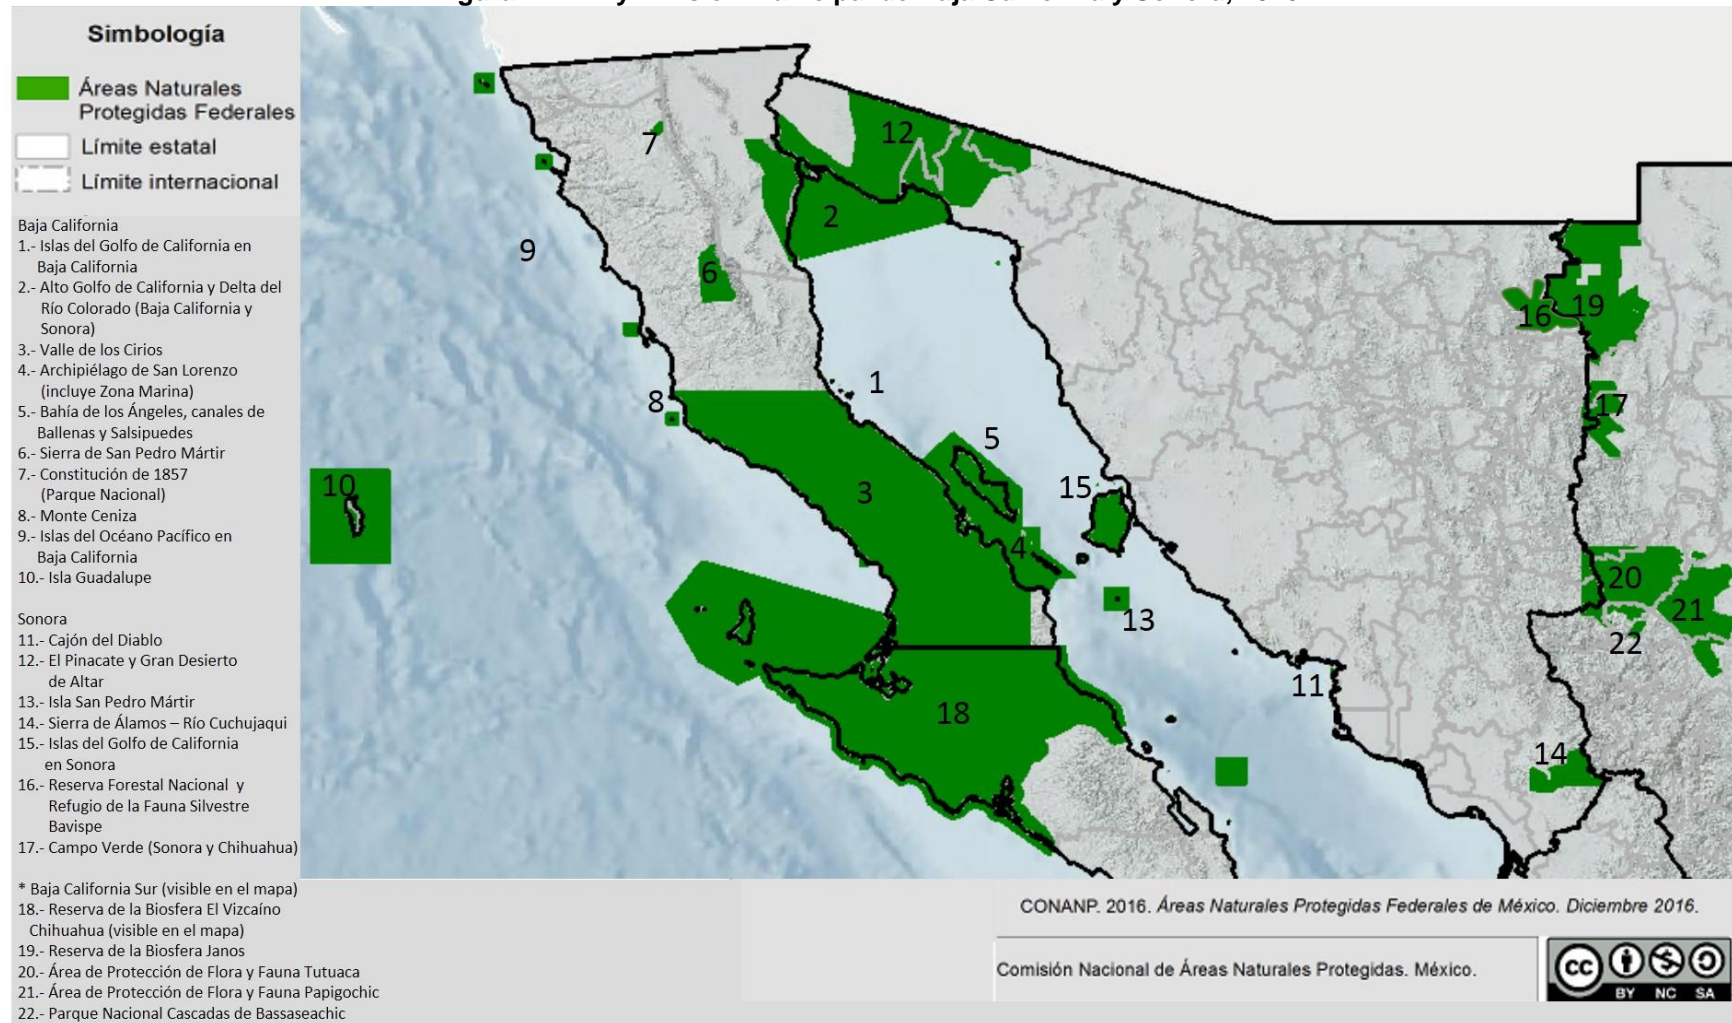 Simbología
Áreas Naturales
Protegidas Federales
Límite estatal
Límite internacional
Baja California
1.- Islas del Golfo de California en
Baja California
2.- Alto Golfo de California y Delta del
Río Colorado (Baja California y
Sonora)
3.- Valle de los Cirios
4.- Archipiélago de San Lorenzo
(incluye Zona Marina)
5.- Bahía de los Ángeles, canales de
Ballenas y Salsipuedes
6.- Sierra de San Pedro Mártir
7.- Constitución de 1857
(Parque Nacional)
8.- Monte Ceniza
9.- Islas del Océano Pacífico en
Baja California
10.- Isla Guadalupe
Sonora
11.- Cajón del Diablo
12.- El Pinacate y Gran Desierto
de Altar
13.- Isla San Pedro Mártir
14.- Sierra de Álamos – Río Cuchujaqui
15.- Islas del Golfo de California
en Sonora
16.- Reserva Forestal Nacional y
Refugio de la Fauna Silvestre
Bavispe
17.- Campo Verde (Sonora y Chihuahua)
* Baja California Sur (visible en el mapa)
18.- Reserva de la Biosfera El Vizcaíno
Chihuahua (visible en el mapa)
19.- Reserva de la Biosfera Janos
20.- Área de Protección de Flora y Fauna Tutuaca
21.- Área de Protección de Flora y Fauna Papigochic
22.- Parque Nacional Cascadas de Bassaseachic
7
12
2
9
6
16
19
1
8
17
5
10
3
15
4
20
13
21
22
11
18
14
CONANP. 2016. Áreas Naturales Protegidas Federales de México. Diciembre 2016.
Comisión Nacional de Áreas Naturales Protegidas. México.
cc
BY NC SA